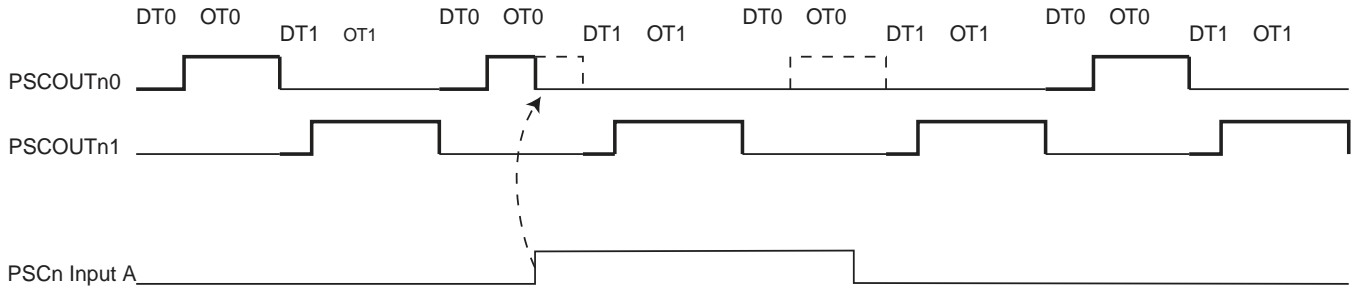 DT0 OT0 DT0 OT0 DT0 OT0 DT0 OT0
DT1 OT1 DT1 OT1 DT1 OT1 DT1 OT1
PSCOUTn0
PSCOUTn1
PSCn Input A